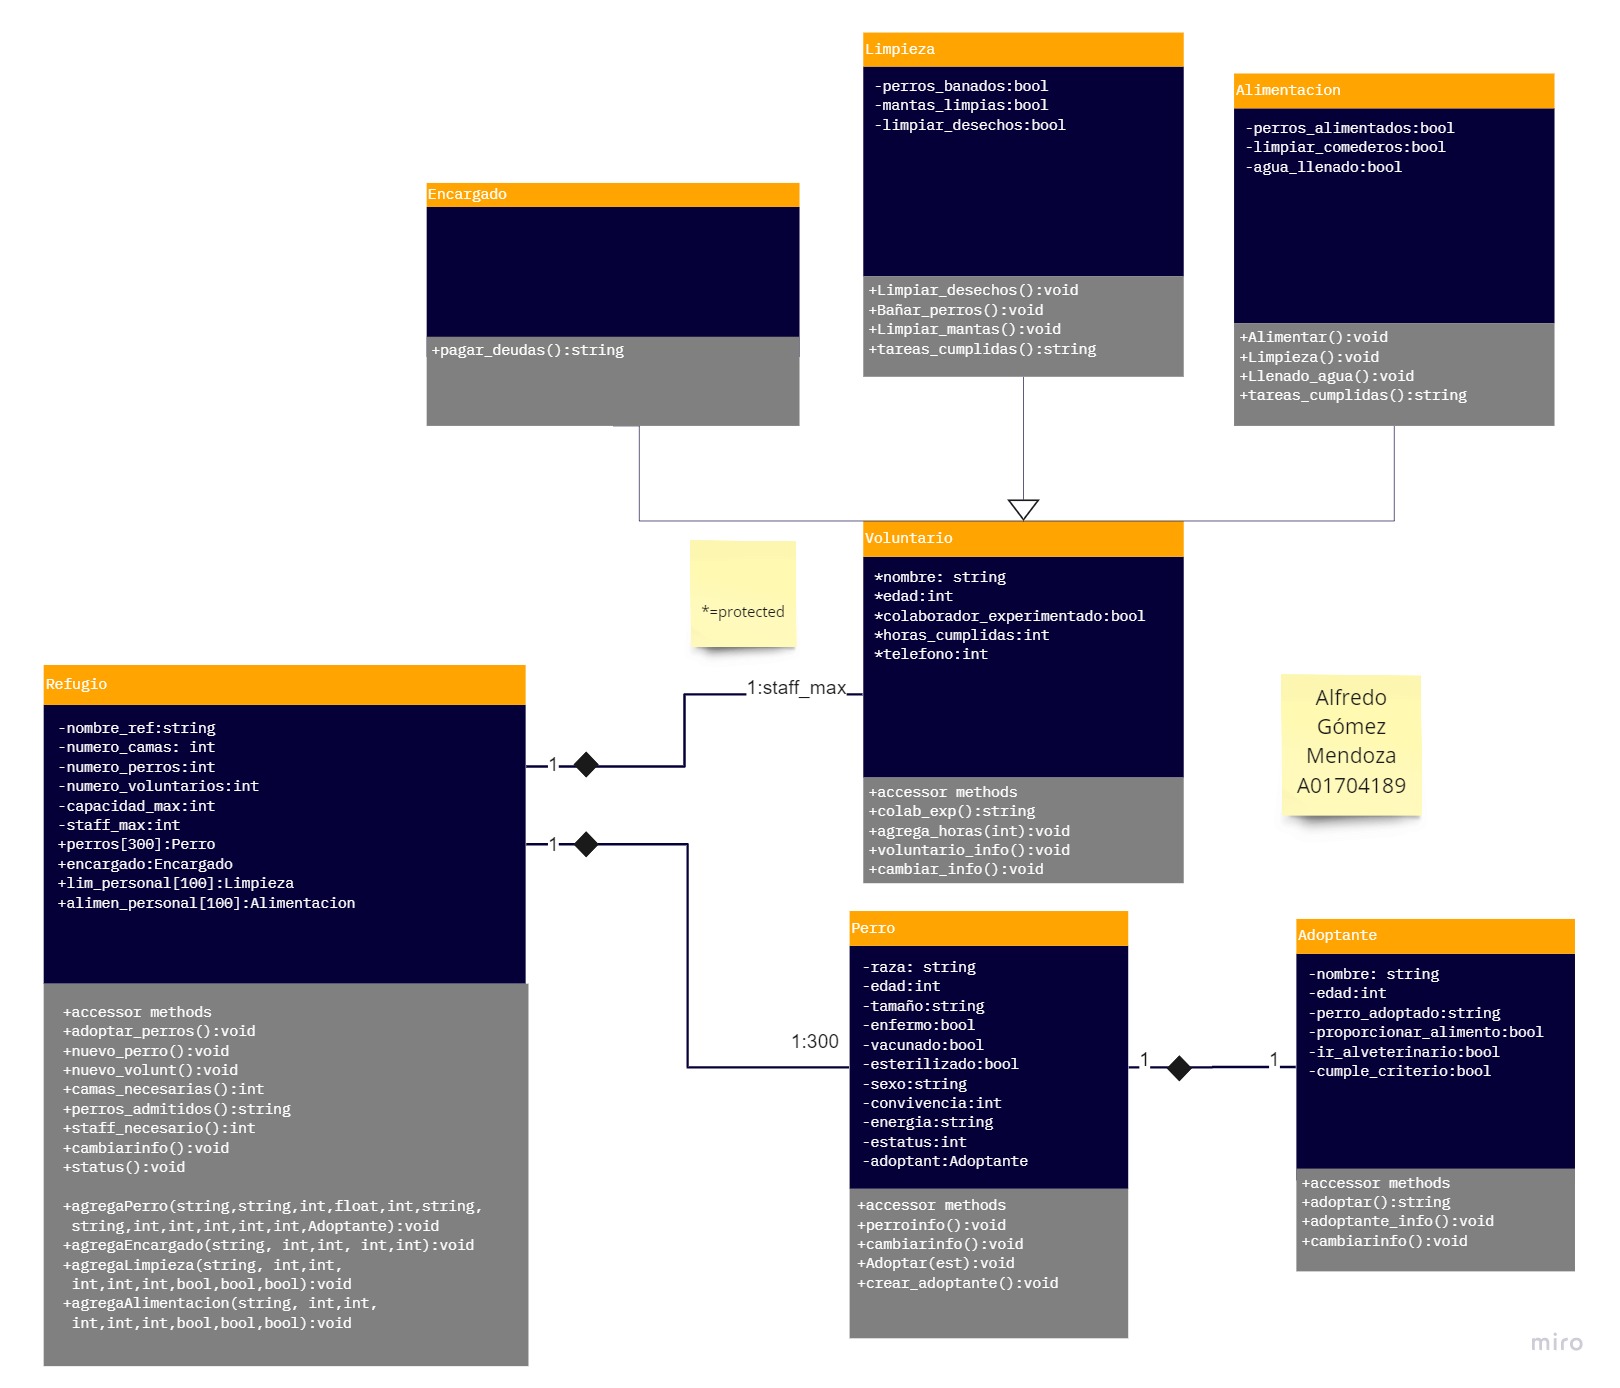 Limpieza
-perros_banados:bool
-mantas_limpias:bool
-limpiar_desechos:bool
+Limpiar_desechos():void
+Bañar_perros():void
+Limpiar_mantas():void
+tareas_cumplidas():string
Alimentacion
-perros_alimentados:bool
-limpiar_comederos:bool
-agua_llenado:bool
+Alimentar():void
+Limpieza():void
+Llenado_agua():void
+tareas_cumplidas():string
Encargado
+pagar_deudas():string
Voluntario
*nombre: string
*edad:int
*colaborador_experimentado:bool
*horas_cumplidas:int
*telefono:int
+accessor methods
+colab_exp():string
+agrega_horas(int):void
+voluntario_info():void
+cambiar_info():void
*=protected
Alfredo
Gómez
Mendoza
A01704189
Refugio
-nombre_ref:string
-numero_camas: int
-numero_perros:int
-numero_voluntarios:int
-capacidad_max:int
-staff_max:int
+perros[300]:Perro
+encargado:Encargado
+lim_personal[100]:Limpieza
+alimen_personal[100]:Alimentacion
+accessor methods
+adoptar_perros():void
+nuevo_perro():void
+nuevo_volunt():void
+camas_necesarias():int
+perros_admitidos():string
+staff_necesario():int
+cambiarinfo():void
+status():void
+agregaPerro(string,string,int,float,int,string,
string,int,int,int,int,int,Adoptante):void
+agregaEncargado(string, int,int, int,int):void
+agregaLimpieza(string, int,int,
int,int,int,bool,bool,bool):void
+agregaAlimentacion(string, int,int,
int,int,int,bool,bool,bool):void
1
1:staff_max
1
1:300
Perro
-raza: string
-edad:int
-tamaño:string
-enfermo:bool
-vacunado:bool
-esterilizado:bool
-sexo:string
-convivencia:int
-energia:string
-estatus:int
-adoptant:Adoptante
+accessor methods
+perroinfo():void
+cambiarinfo():void
+Adoptar(est):void
+crear_adoptante():void
1
1
Adoptante
-nombre: string
-edad:int
-perro_adoptado:string
-proporcionar_alimento:bool
-ir_alveterinario:bool
-cumple_criterio:bool
+accessor methods
+adoptar():string
+adoptante_info():void
+cambiarinfo():void
miro